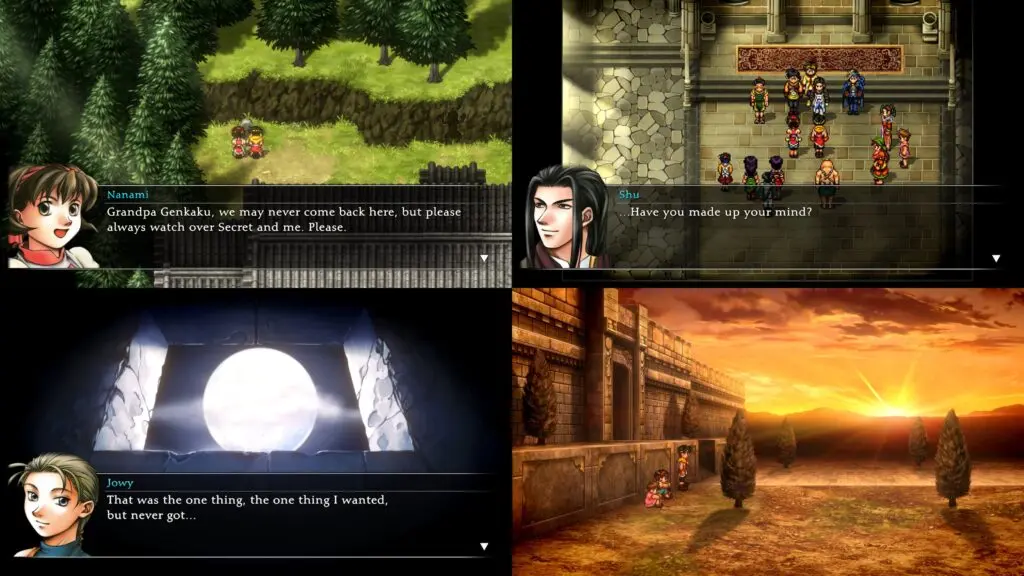 Nanami
Grandpa Genkaku, we may never come back here, but please
always watch over Secret and me. Please.
Shu
...Have you made up your mind?
Jowy
That was the one thing, the one thing I wanted,
but never got...